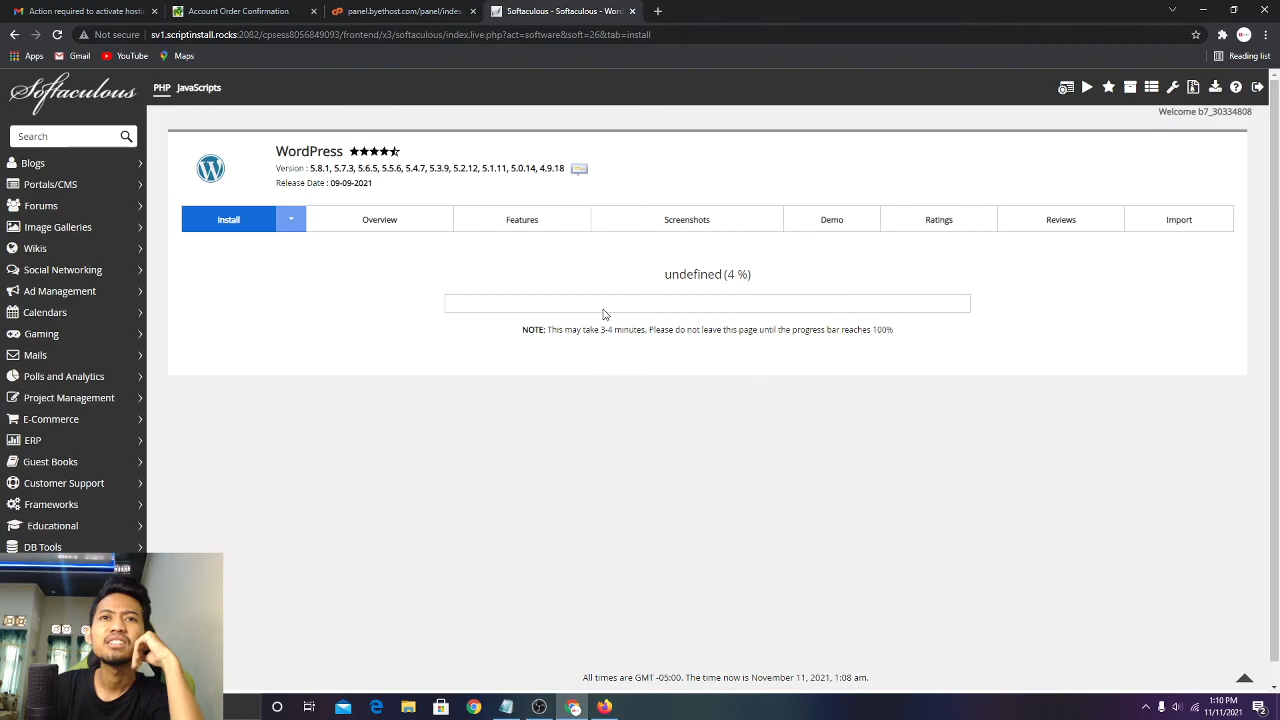 Action required to activate hosti
Account Order Confirmation
panel.byethost.com/panel/index
Softaculous - Softaculous - Wor
Not secure
sv1.scriptinstall.rocks:2082/cpsess8056849093/frontend/x3/softaculous/index.live.php?act=software&soft=26&tab=install
Apps
Gmail
YouTube
Maps
Reading list
Softaculous
PHP
JavaScripts
Welcome b7_30334808
Search
Blogs
Portals/CMS
Forums
Image Galleries
Wikis
Social Networking
Ad Management
Calendars
Gaming
Mails
Polls and Analytics
Project Management
E-Commerce
ERP
Guest Books
Customer Support
Frameworks
Educational
DB Tools
WordPress
Version : 5.8.1, 5.7.3, 5.6.5, 5.5.6, 5.4.7, 5.3.9, 5.2.12, 5.1.11, 5.0.14, 4.9.18
Release Date : 09-09-2021
Install
Overview
Features
Screenshots
Demo
Ratings
Reviews
Import
undefined (4 %)
NOTE: This may take 3-4 minutes. Please do not leave this page until the progress bar reaches 100%
All times are GMT -05:00. The time now is November 11, 2021, 1:08 am.
1:10 PM
11/11/2021
2